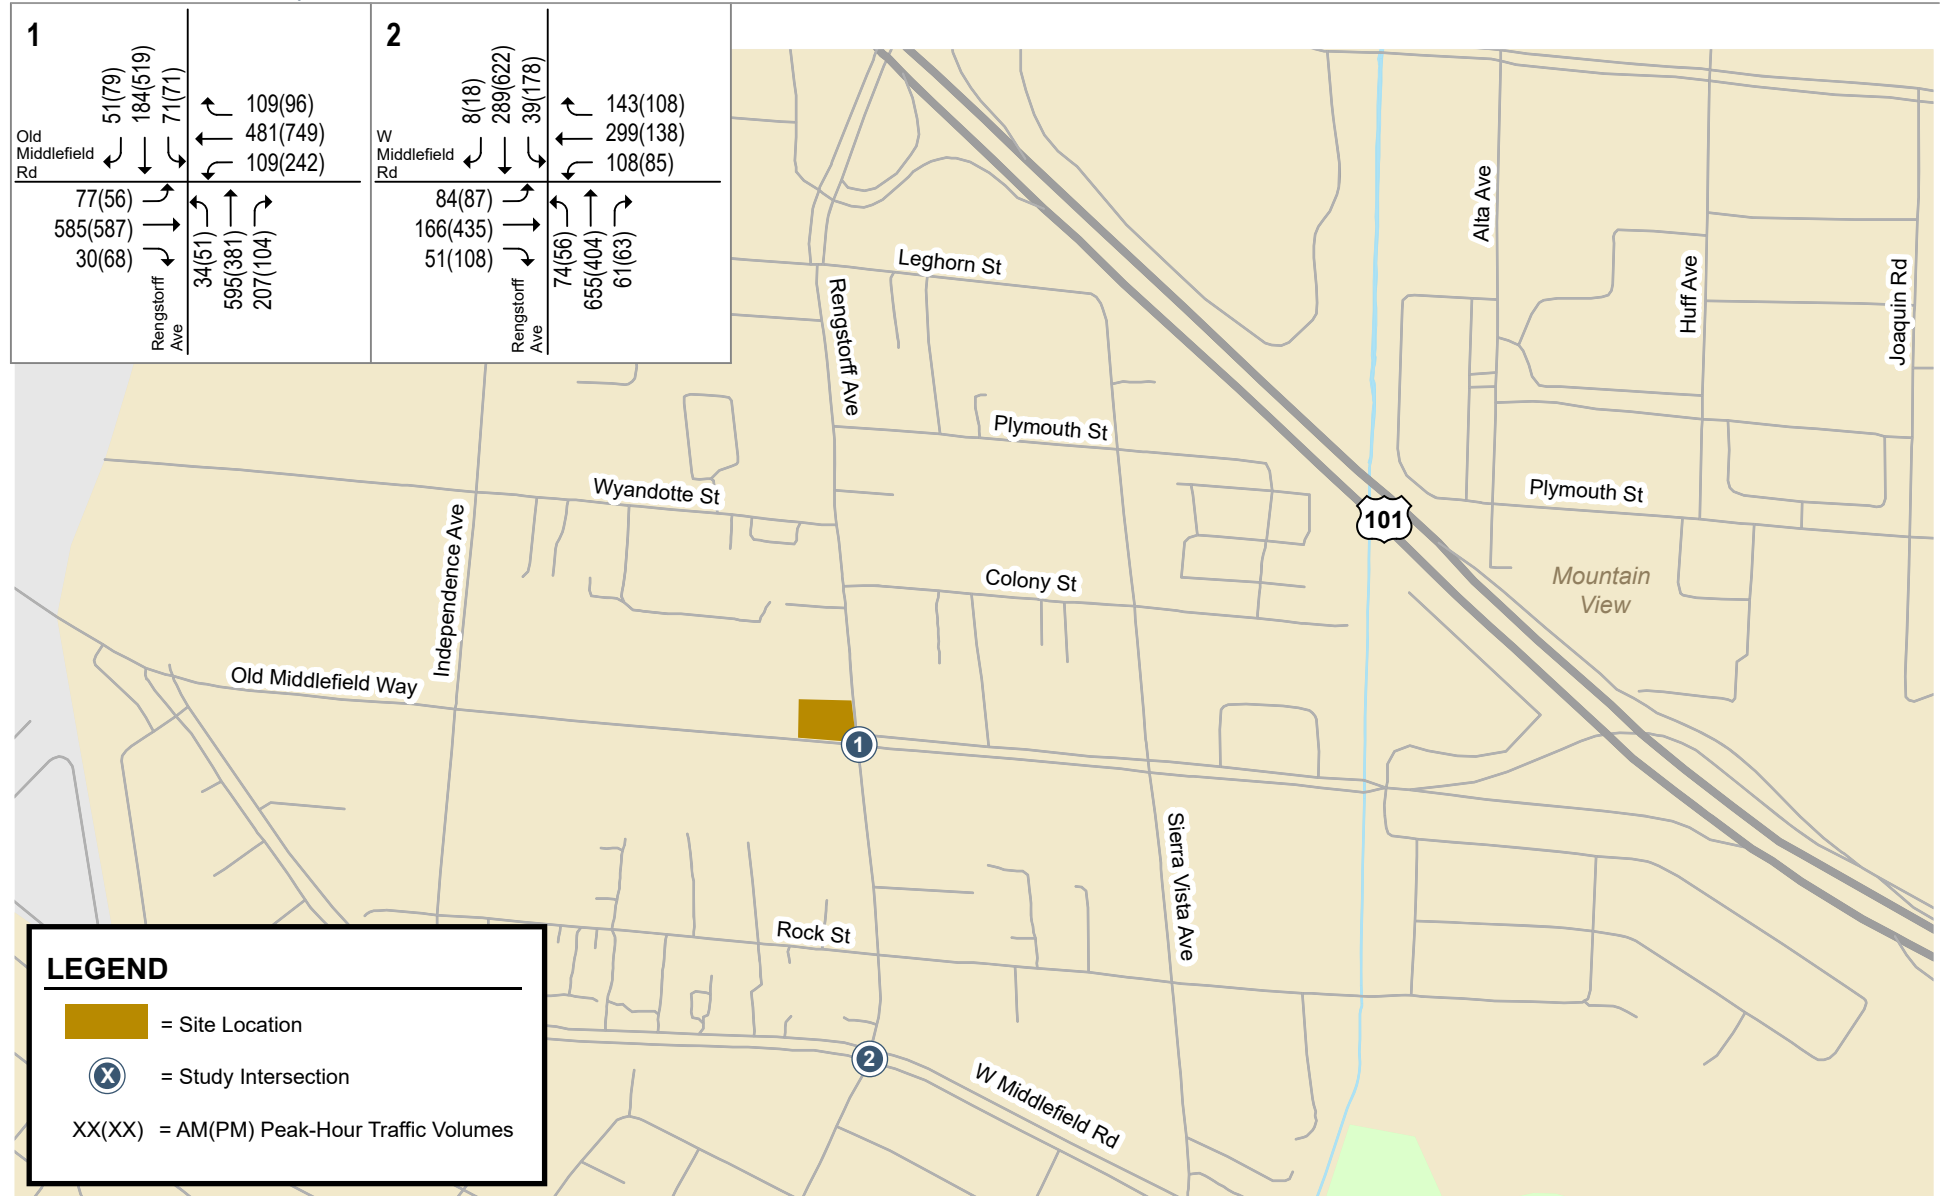 1
51(79)
184(519)
71(71)
109(96)
481(749)
109(242)
Old
Middlefield
Rd
77(56)
585(587)
30(68)
34(51)
595(381)
207(104)
Rengstorff
Ave
2
8(18)
289(622)
39(178)
143(108)
299(138)
108(85)
W
Middlefield
Rd
84(87)
166(435)
51(108)
74(56)
655(404)
61(63)
Rengstorff
Ave
Leghorn St
Rengstorff Ave
Alta Ave
Huff Ave
Joaquin Rd
Plymouth St
Wyandotte St
Plymouth St
101
Independence Ave
Colony St
Mountain
View
Old Middlefield Way
1
Sierra Vista Ave
Rock St
2
W Middlefield Rd
LEGEND
= Site Location
X = Study Intersection
XX(XX) = AM(PM) Peak-Hour Traffic Volumes